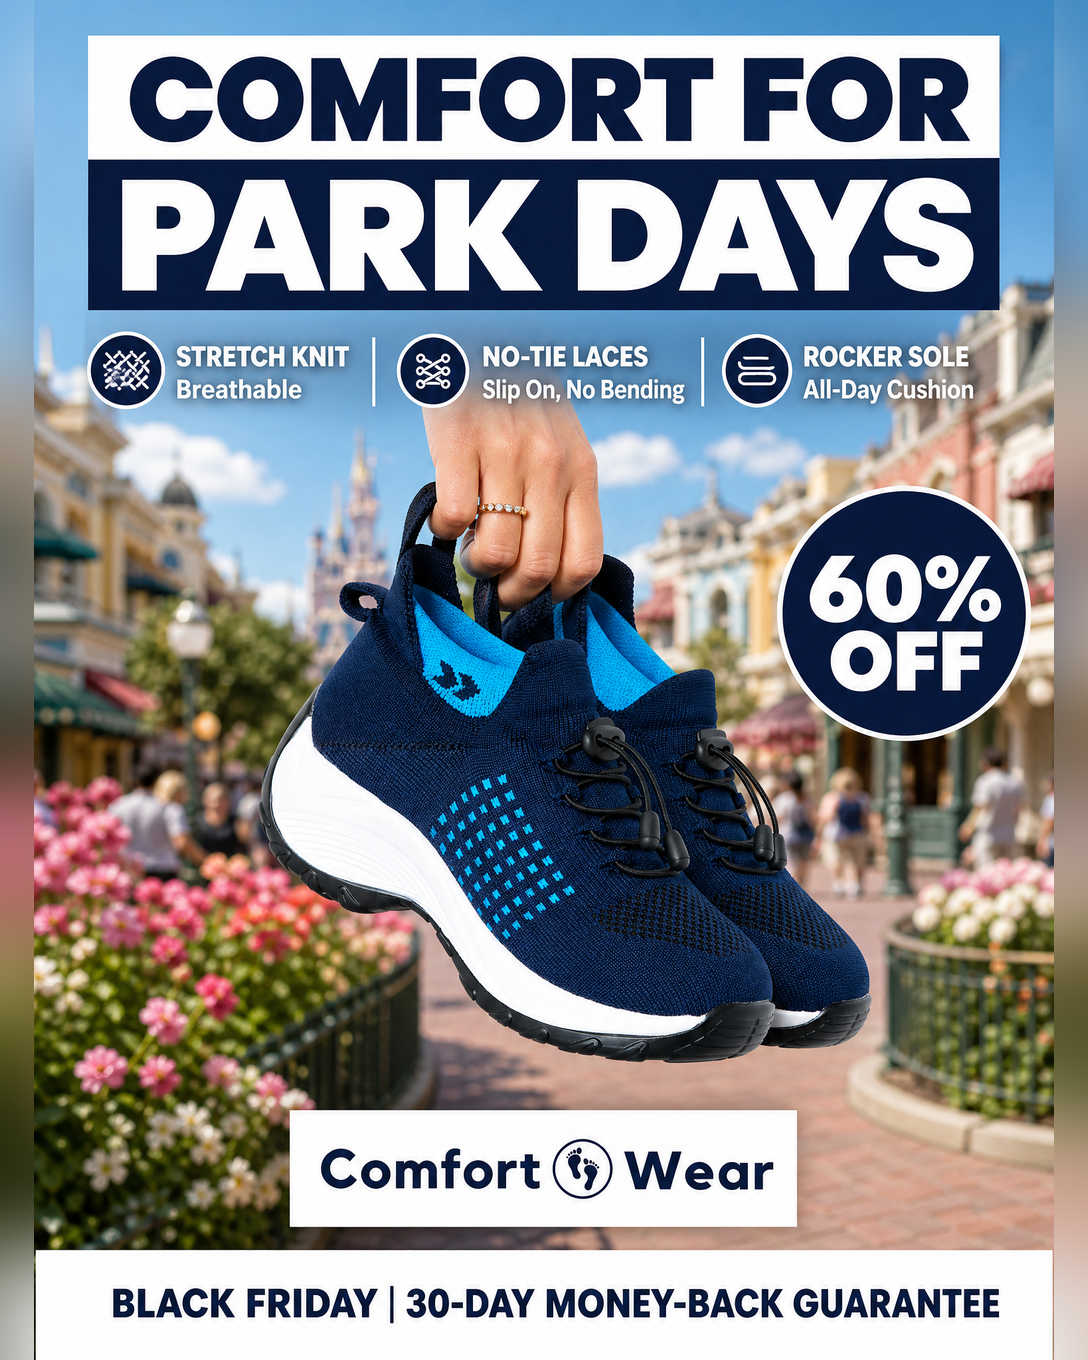 COMFORT FOR
PARK DAYS
STRETCH KNIT
Breathable
NO-TIE LACES
Slip On, No Bending
ROCKER SOLE
All-Day Cushion
60%
OFF
Comfort Wear
BLACK FRIDAY | 30-DAY MONEY-BACK GUARANTEE